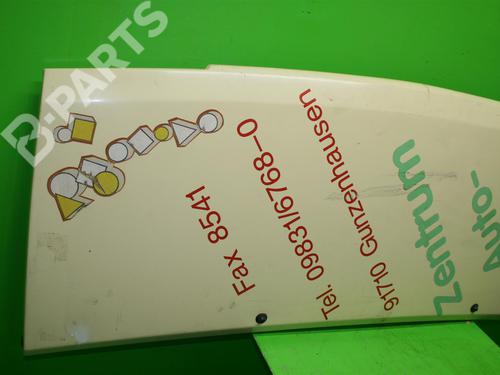 B-PARTS
Auto-
Zentrum
91710 Gunzenhausen
Tel. 09831/6768-0
Fax 8541